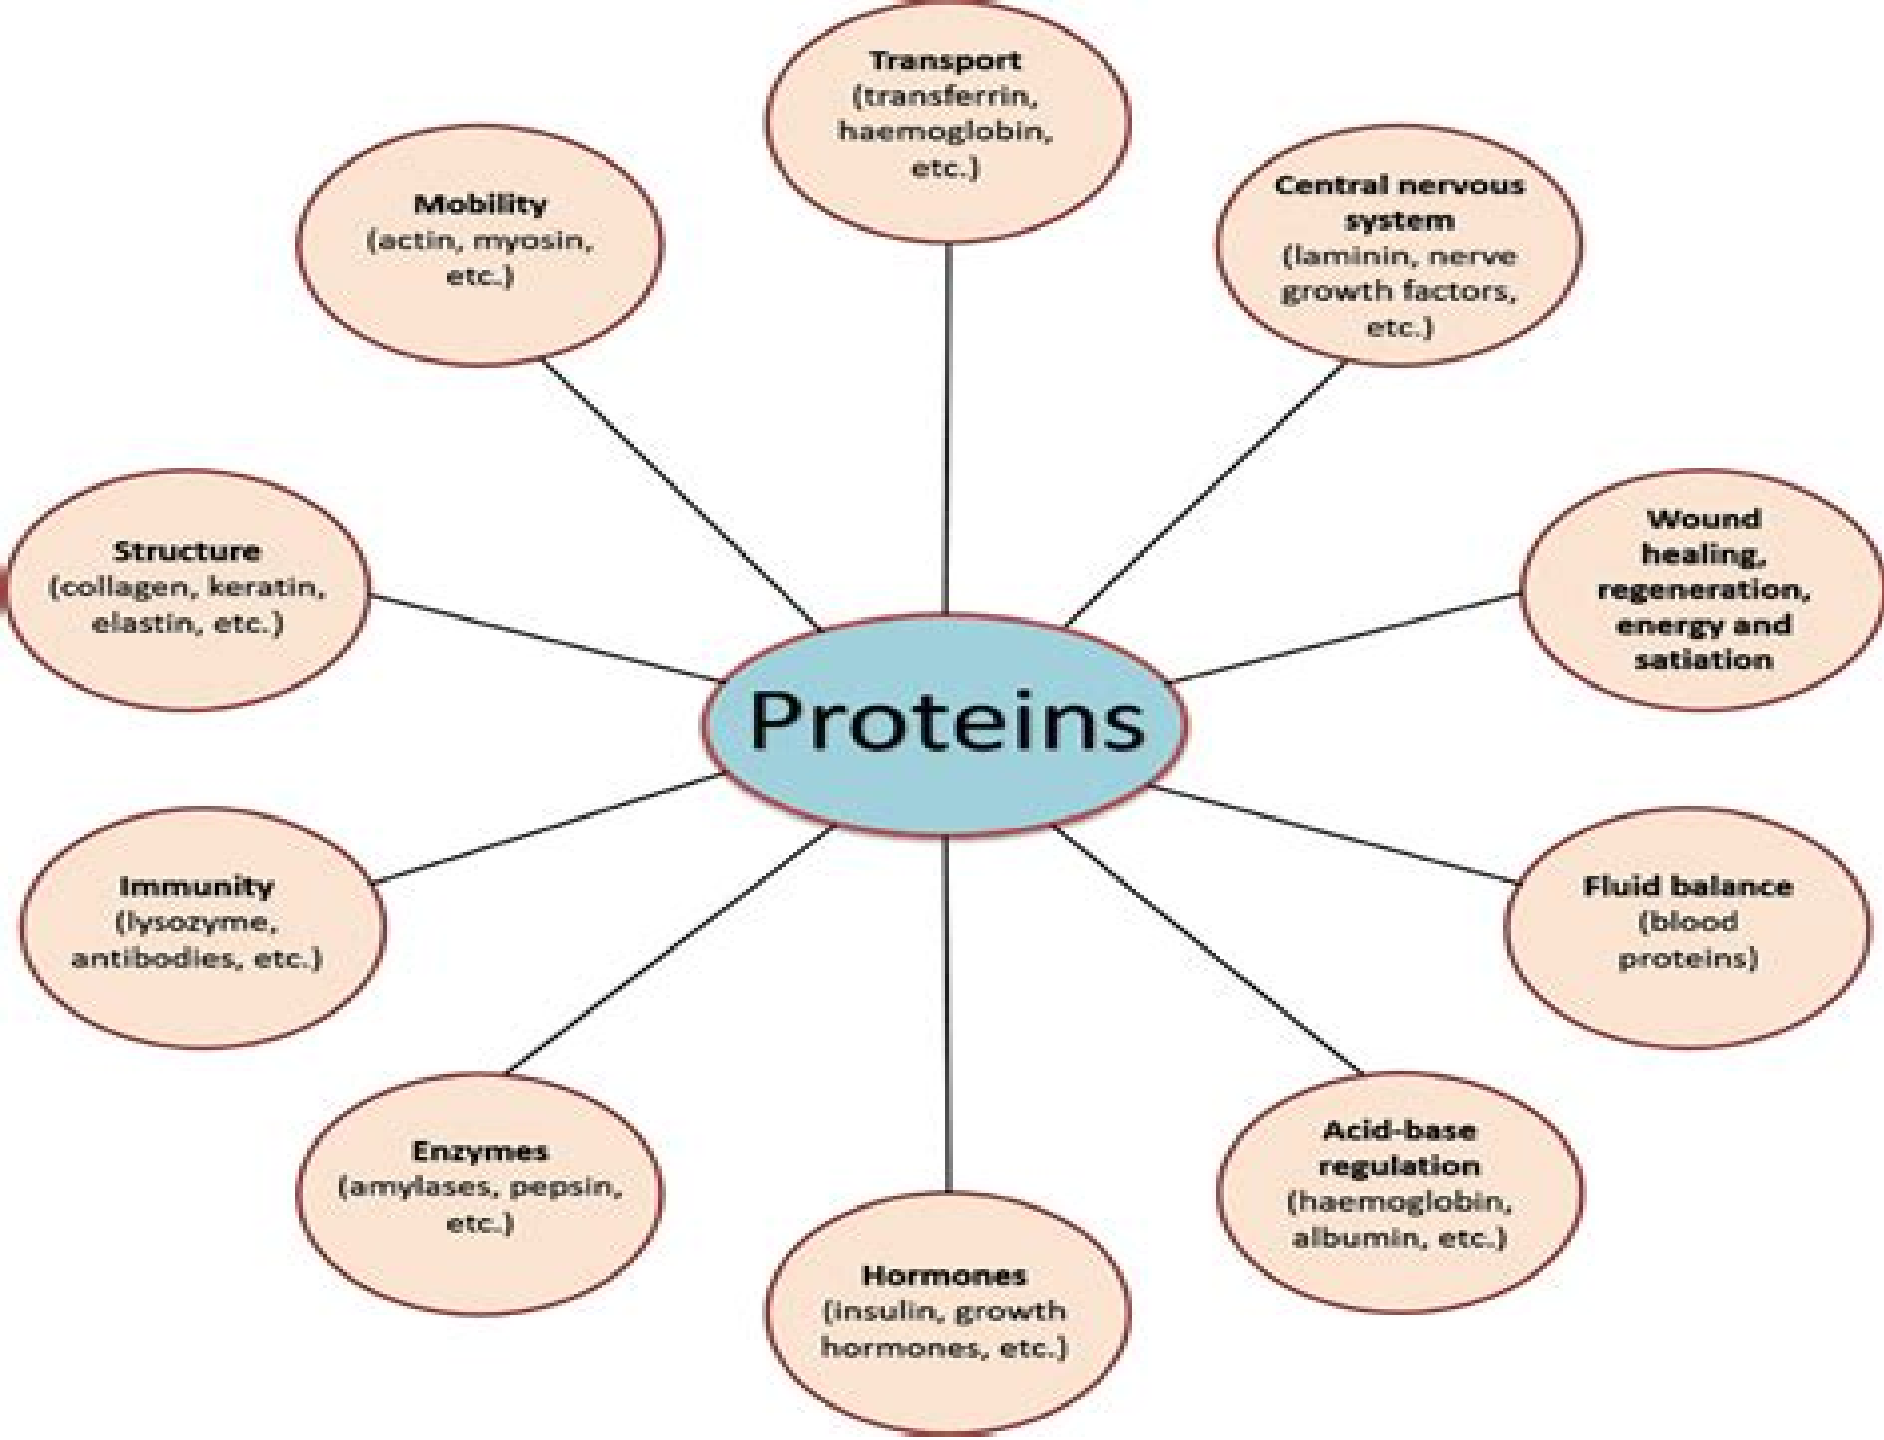 Transport
(transferrin,
haemoglobin,
etc.)
Mobility
(actin, myosin,
etc.)
Central nervous
system
(laminin, nerve
growth factors,
etc.)
Structure
(collagen, keratin,
elastin, etc.)
Wound
healing,
regeneration,
energy and
satiation
Proteins
Immunity
(lysozyme,
antibodies, etc.)
Fluid balance
(blood
proteins)
Enzymes
(amylases, pepsin,
etc.)
Acid-base
regulation
(haemoglobin,
albumin, etc.)
Hormones
(insulin, growth
hormones, etc.)